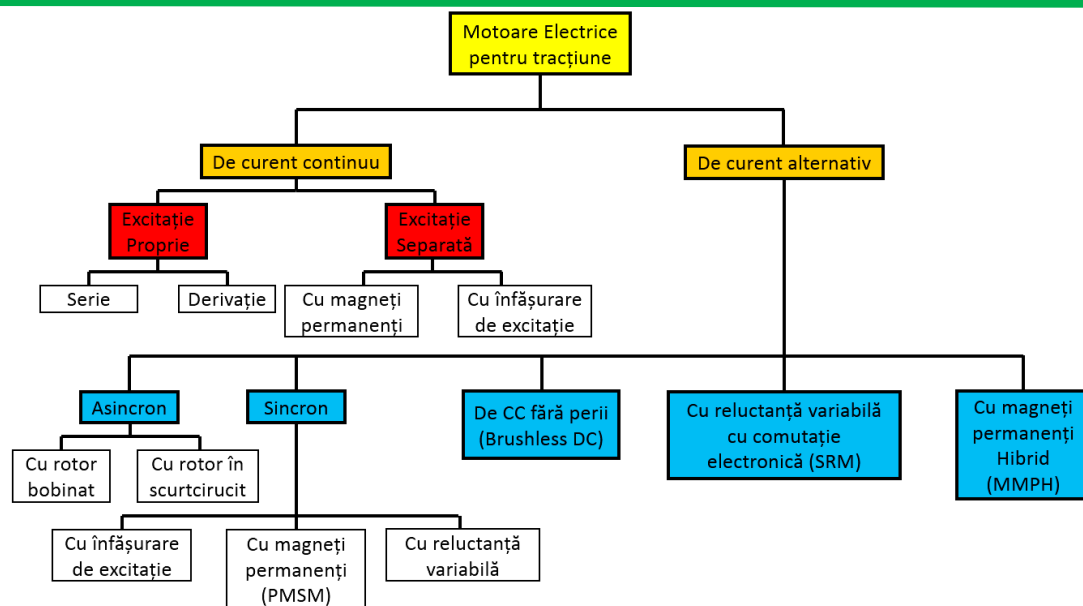 Motoare Electrice
pentru tracțiune
De curent continuu
De curent alternativ
Excitație
Proprie
Excitație
Separată
Serie
Derivație
Cu magneți
permanenți
Cu înfășurare
de excitație
Asincron
Sincron
De CC fără perii
(Brushless DC)
Cu reluctanță variabilă
cu comutație
electronică (SRM)
Cu magneți
permanenți
Hibrid
(MMPH)
Cu rotor
bobinat
Cu rotor în
scurtcirucit
Cu înfășurare
de excitație
Cu magneți
permanenți
(PMSM)
Cu reluctanță
variabilă